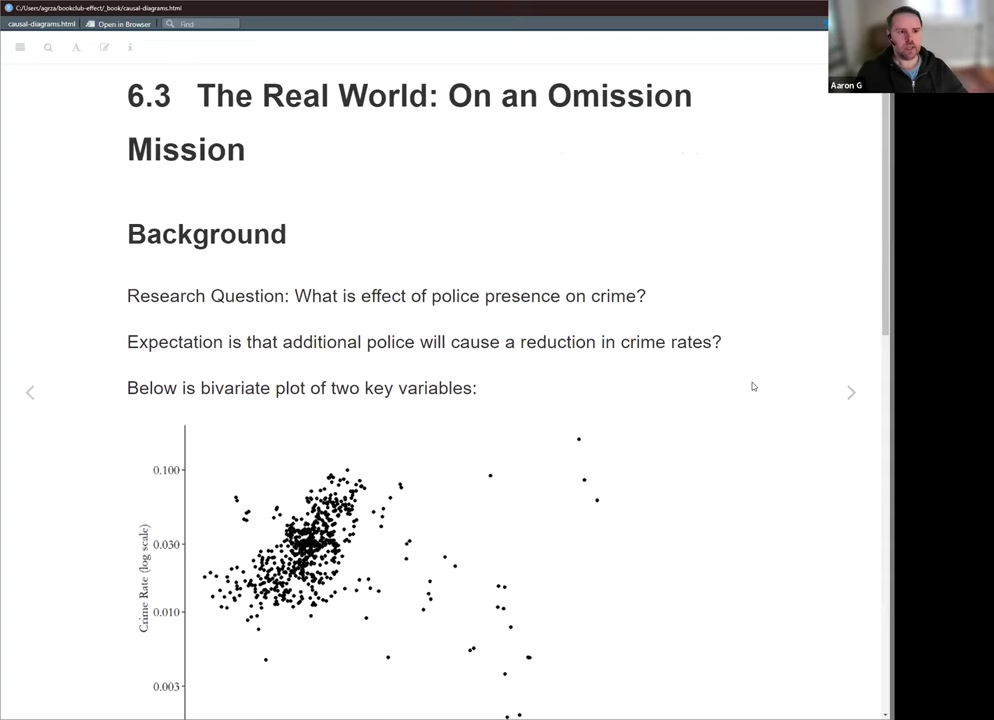 C:/Users/agrza/bookclub-effect/_book/causal-diagrams.html
causal-diagrams.html
Open in Browser
Find
Aaron G
6.3 The Real World: On an Omission
Mission
Background
Research Question: What is effect of police presence on crime?
Expectation is that additional police will cause a reduction in crime rates?
Below is bivariate plot of two key variables:
0.100
0.030
0.010
0.003
Crime Rate (log scale)